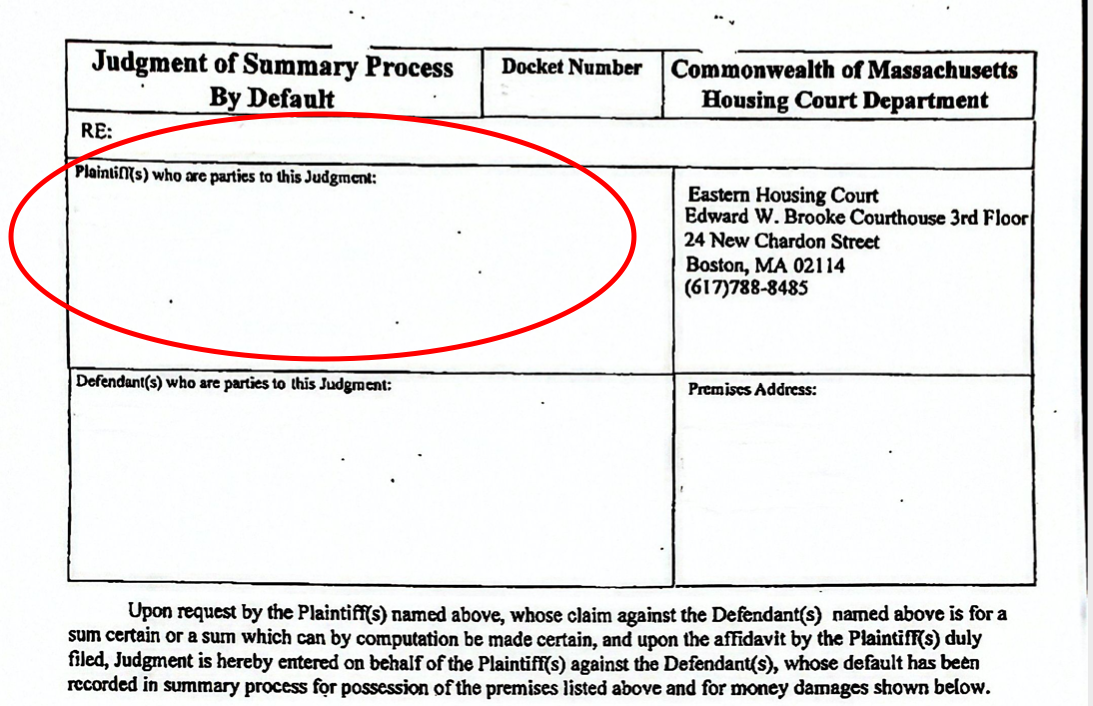 Judgment of Summary Process
By Default
Docket Number
Commonwealth of Massachusetts
Housing Court Department
RE:
Plaintiff(s) who are parties to this Judgment:
Eastern Housing Court
Edward W. Brooke Courthouse 3rd Floor
24 New Chardon Street
Boston, MA 02114
(617)788-8485
Defendant(s) who are parties to this Judgment:
Premises Address:
Upon request by the Plaintiff(s) named above, whose claim against the Defendant(s) named above is for a
sum certain or a sum which can by computation be made certain, and upon the affidavit by the Plaintiff(s) duly
filed, Judgment is hereby entered on behalf of the Plaintiff(s) against the Defendant(s), whose default has been
recorded in summary process for possession of the premises listed above and for money damages shown below.